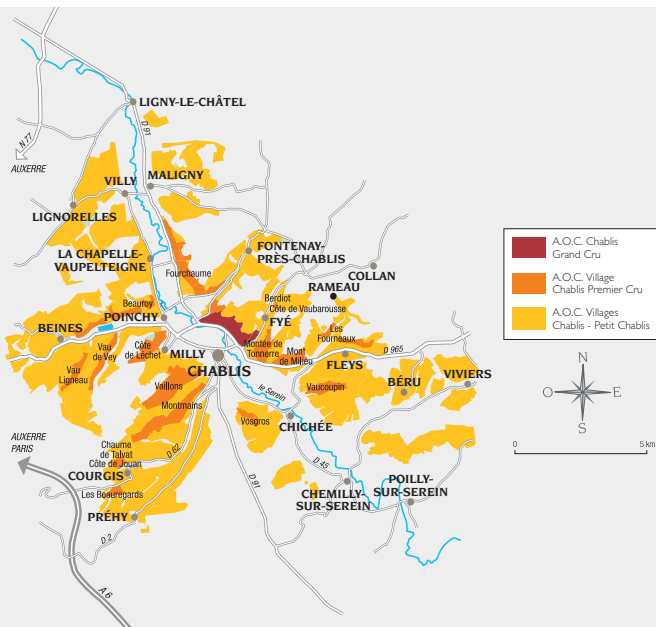 LIGNY-LE-CHÂTEL
N 77
D 91
AUXERRE
MALIGNY
VILLY
LIGNORELLES
FONTENAY-
PRÈS-CHABLIS
LA CHAPELLE-
VAUPELTEIGNE
Fourchaume
COLLAN
RAMEAU
Berdiot
Côte de Vaubarousse
Beauroy
POINCHY
FYÉ
BEINES
Les
Fourneaux
Vau
de Vey
Côte
de Lèchet
MILLY
Montée de
Tonnerre
Mont
de Milieu
D 965
FLEYS
CHABLIS
Vau
Ligneau
Vaillons
le Serein
Vaucoupin
BÉRU
VIVIERS
Montmains
Vosgros
CHICHÉE
AUXERRE
PARIS
Chaume
de Talvat
Côte de Jouan
D 62
COURGIS
D 45
D 91
POILLY-
SUR-SEREIN
CHEMILLY-
SUR-SEREIN
Les Beauregards
PRÉHY
D 2
A 6
A.O.C. Chablis
Grand Cru
A.O.C. Village
Chablis Premier Cru
A.O.C. Villages
Chablis - Petit Chablis
N
O
E
S
0
5 km